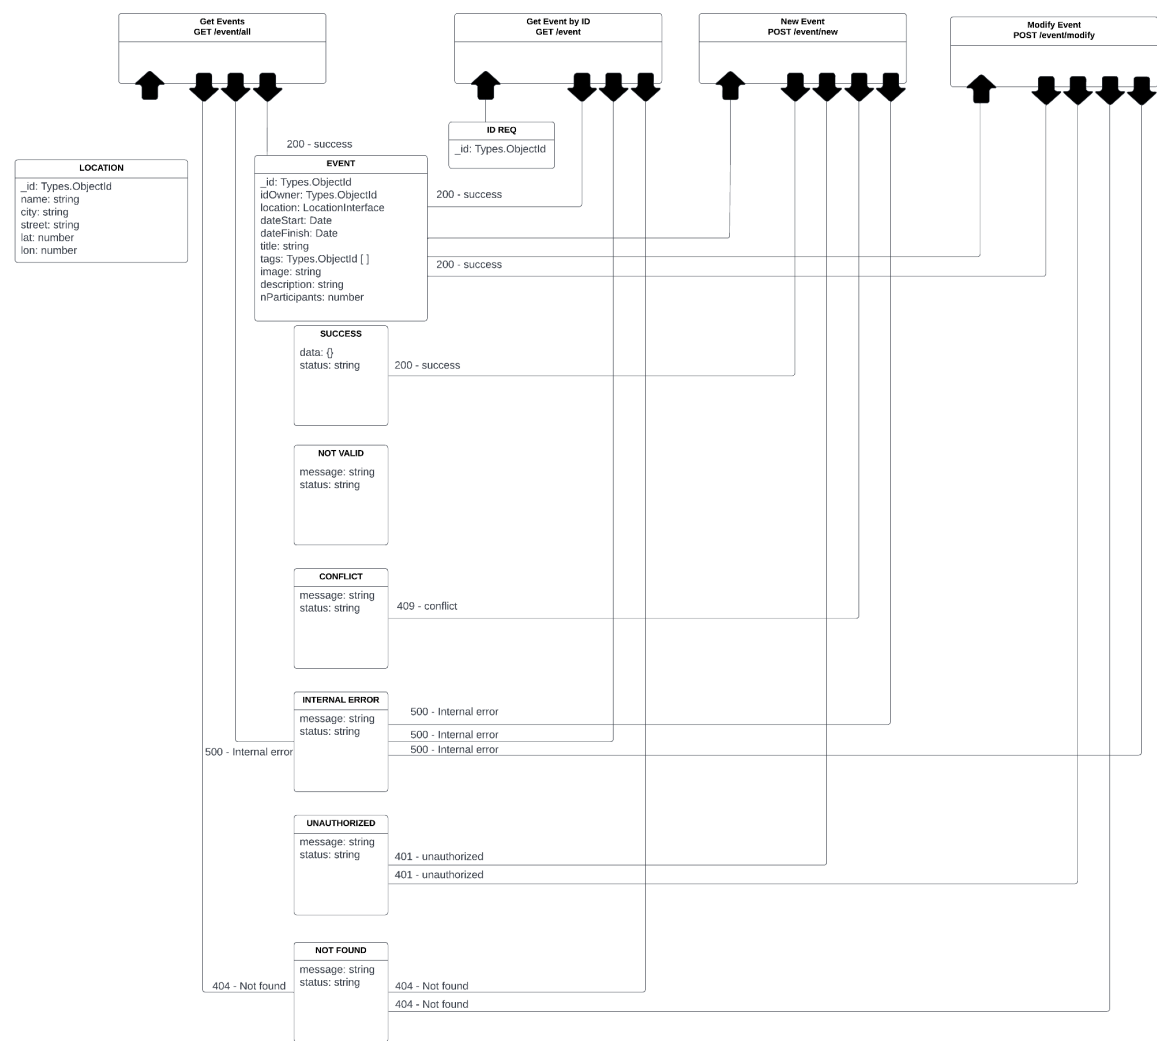 Get Events
GET /event/all
Get Event by ID
GET /event
New Event
POST /event/new
Modify Event
POST /event/modify
ID REQ
_id: Types.ObjectId
200 - success
LOCATION
_id: Types.ObjectId
name: string
city: string
street: string
lat: number
lon: number
EVENT
_id: Types.ObjectId
idOwner: Types.ObjectId
location: LocationInterface
dateStart: Date
dateFinish: Date
title: string
tags: Types.ObjectId [ ]
image: string
description: string
nParticipants: number
200 - success
200 - success
SUCCESS
data: {}
status: string
200 - success
NOT VALID
message: string
status: string
CONFLICT
message: string
status: string
409 - conflict
INTERNAL ERROR
message: string
status: string
500 - Internal error
500 - Internal error
500 - Internal error
500 - Internal error
UNAUTHORIZED
message: string
status: string
401 - unauthorized
401 - unauthorized
NOT FOUND
message: string
status: string
404 - Not found
404 - Not found
404 - Not found